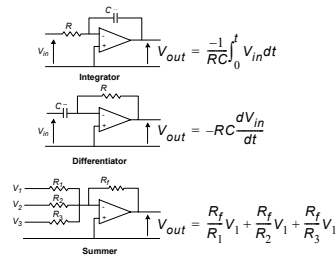 C
R
V_in
V_out = -1/RC ∫_0^t V_in dt
Integrator
R
C
V_in
V_out = -RC dV_in/dt
Differentiator
V_1 R_1 R_f
V_2 R_2
V_3 R_3
V_out = R_f/R_1 V_1 + R_f/R_2 V_1 + R_f/R_3 V_1
Summer